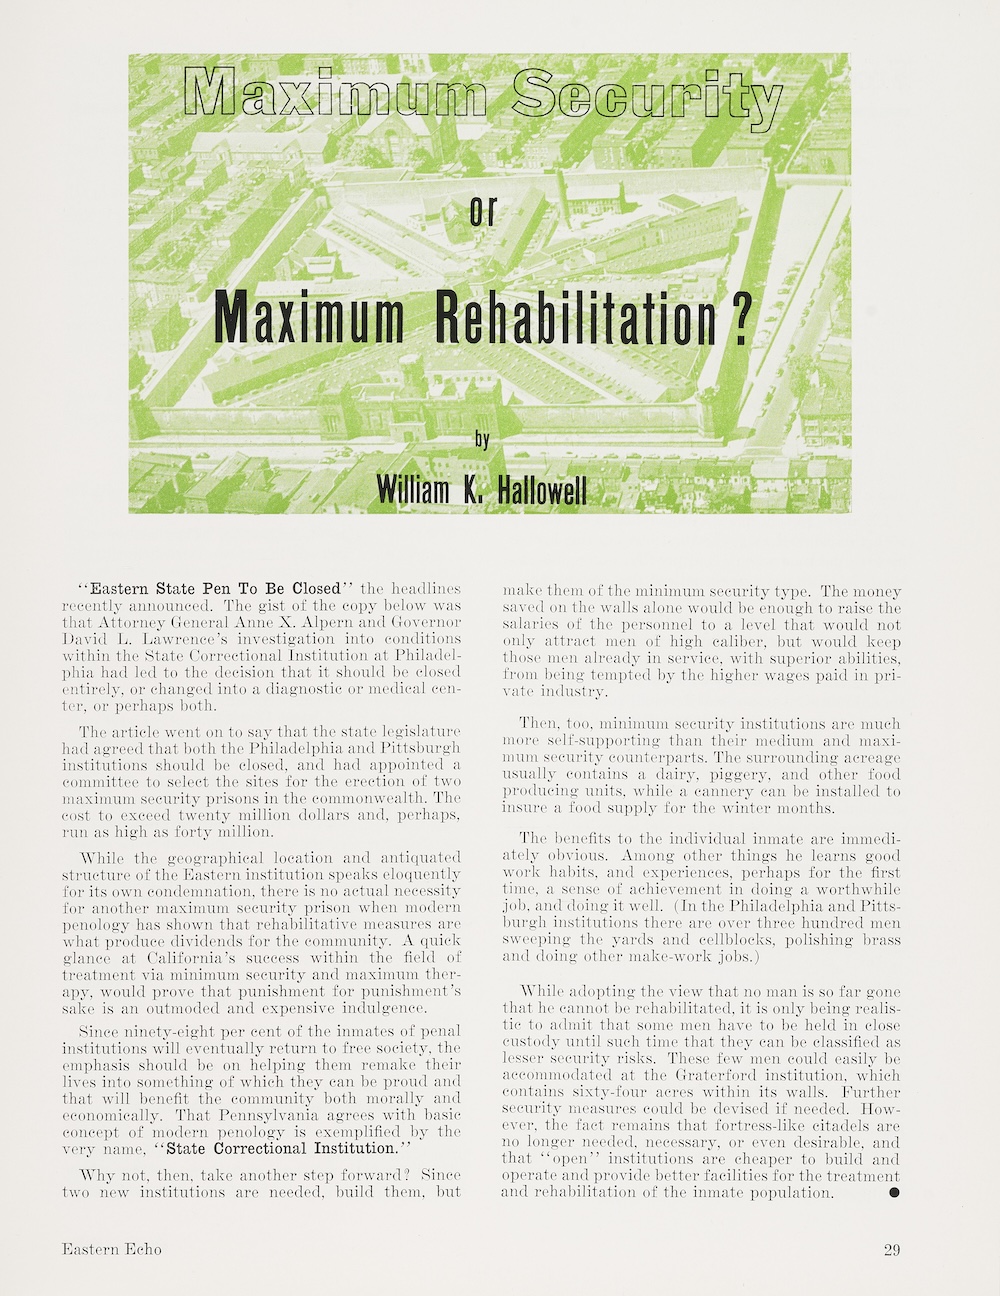 Maximum Security
or
Maximum Rehabilitation ?
by
William K. Hallowell
“Eastern State Pen To Be Closed” the headlines
recently announced. The gist of the copy below was
that Attorney General Anne X. Alpern and Governor
David L. Lawrence’s investigation into conditions
within the State Correctional Institution at Philadel-
phia had led to the decision that it should be closed
entirely, or changed into a diagnostic or medical cen-
ter, or perhaps both.
The article went on to say that the state legislature
had agreed that both the Philadelphia and Pittsburgh
institutions should be closed, and had appointed a
committee to select the sites for the erection of two
maximum security prisons in the commonwealth. The
cost to exceed twenty million dollars and, perhaps,
run as high as forty million.
While the geographical location and antiquated
structure of the Eastern institution speaks eloquently
for its own condemnation, there is no actual necessity
for another maximum security prison when modern
penology has shown that rehabilitative measures are
what produce dividends for the community. A quick
glance at California’s success within the field of
treatment via minimum security and maximum ther-
apy, would prove that punishment for punishment’s
sake is an outmoded and expensive indulgence.
Since ninety-eight per cent of the inmates of penal
institutions will eventually return to free society, the
emphasis should be on helping them remake their
lives into something of which they can be proud and
that will benefit the community both morally and
economically. That Pennsylvania agrees with basic
concept of modern penology is exemplified by the
very name, “State Correctional Institution.”
Why not, then, take another step forward? Since
two new institutions are needed, build them, but
make them of the minimum security type. The money
saved on the walls alone would be enough to raise the
salaries of the personnel to a level that would not
only attract men of high caliber, but would keep
those men already in service, with superior abilities,
from being tempted by the higher wages paid in pri-
vate industry.
Then, too, minimum security institutions are much
more self-supporting than their medium and maxi-
mum security counterparts. The surrounding acreage
usually contains a dairy, piggery, and other food
producing units, while a cannery can be installed to
insure a food supply for the winter months.
The benefits to the individual inmate are immedi-
ately obvious. Among other things he learns good
work habits, and experiences, perhaps for the first
time, a sense of achievement in doing a worthwhile
job, and doing it well. (In the Philadelphia and Pitts-
burgh institutions there are over three hundred men
sweeping the yards and cellblocks, polishing brass
and doing other make-work jobs.)
While adopting the view that no man is so far gone
that he cannot be rehabilitated, it is only being realis-
tic to admit that some men have to be held in close
custody until such time that they can be classified as
lesser security risks. These few men could easily be
accommodated at the Graterford institution, which
contains sixty-four acres within its walls. Further
security measures could be devised if needed. How-
ever, the fact remains that fortress-like citadels are
no longer needed, necessary, or even desirable, and
that “open” institutions are cheaper to build and
operate and provide better facilities for the treatment
and rehabilitation of the inmate population. ●
Eastern Echo
29